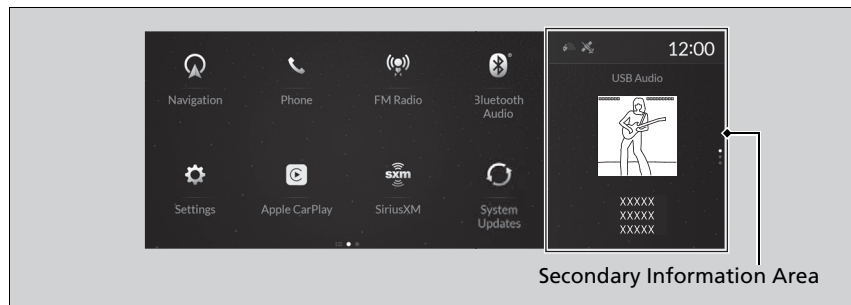 12:00
USB Audio
Navigation
Phone
FM Radio
Bluetooth
Audio
sxm
Settings
Apple CarPlay
SiriusXM
System
Updates
XXXXX
XXXXX
XXXXX
Secondary Information Area